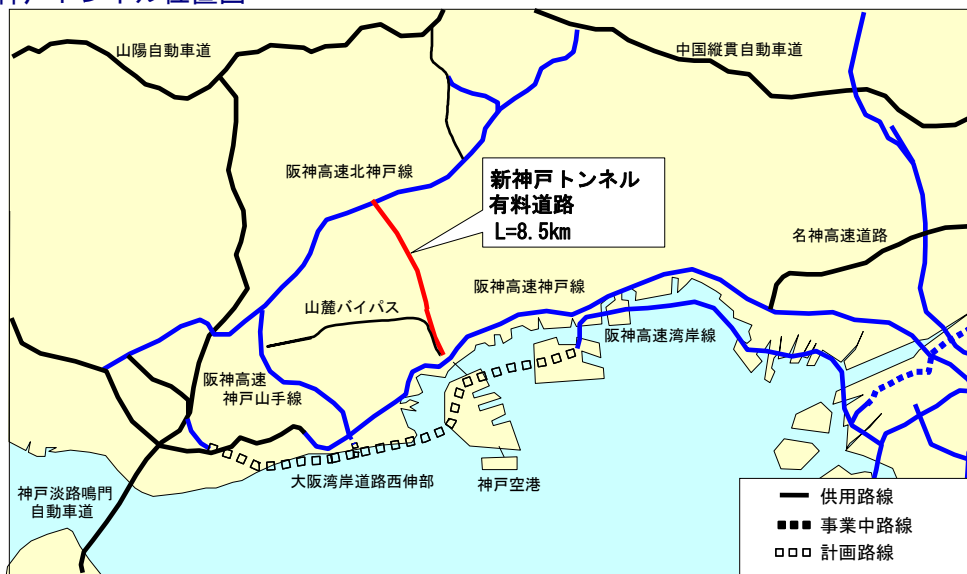 山陽自動車道
中国縦貫自動車道
阪神高速北神戸線
新神戸トンネル
有料道路
L=8.5km
名神高速道路
阪神高速神戸線
山麓バイパス
阪神高速湾岸線
阪神高速
神戸山手線
大阪湾岸道路西伸部
神戸空港
神戸淡路鳴門
自動車道
供用路線
事業中路線
計画路線